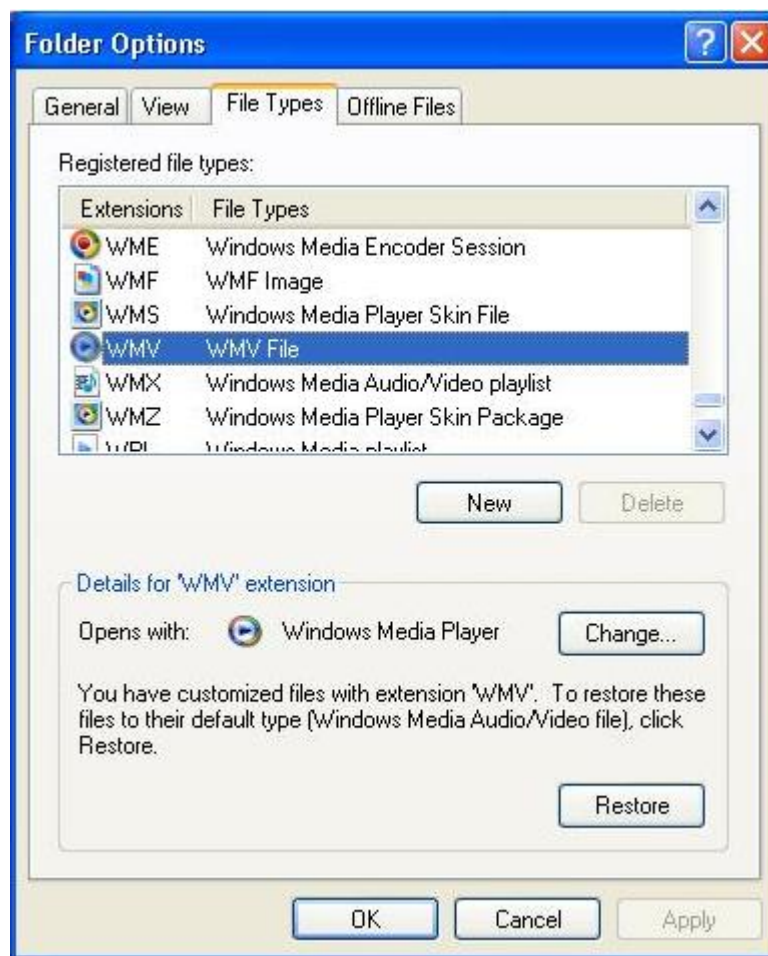 Folder Options
General View File Types Offline Files
Registered file types:
Extensions File Types
WME Windows Media Encoder Session
WMF WMF Image
WMS Windows Media Player Skin File
WMV WMV File
WMX Windows Media Audio/Video playlist
WMZ Windows Media Player Skin Package
Windows Media playlist
New Delete
Details for 'WMV' extension
Opens with: Windows Media Player Change...
You have customized files with extension 'WMV'. To restore these
files to their default type (Windows Media Audio/Video file), click
Restore.
Restore
OK Cancel Apply